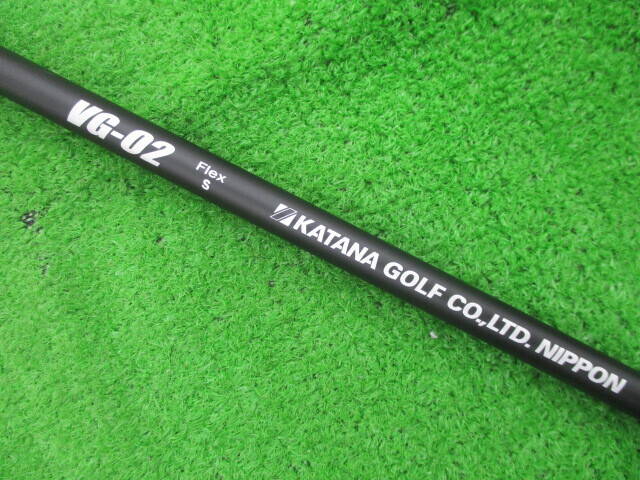 VG-02
Flex
S
KATANA GOLF CO.,LTD. NIPPON